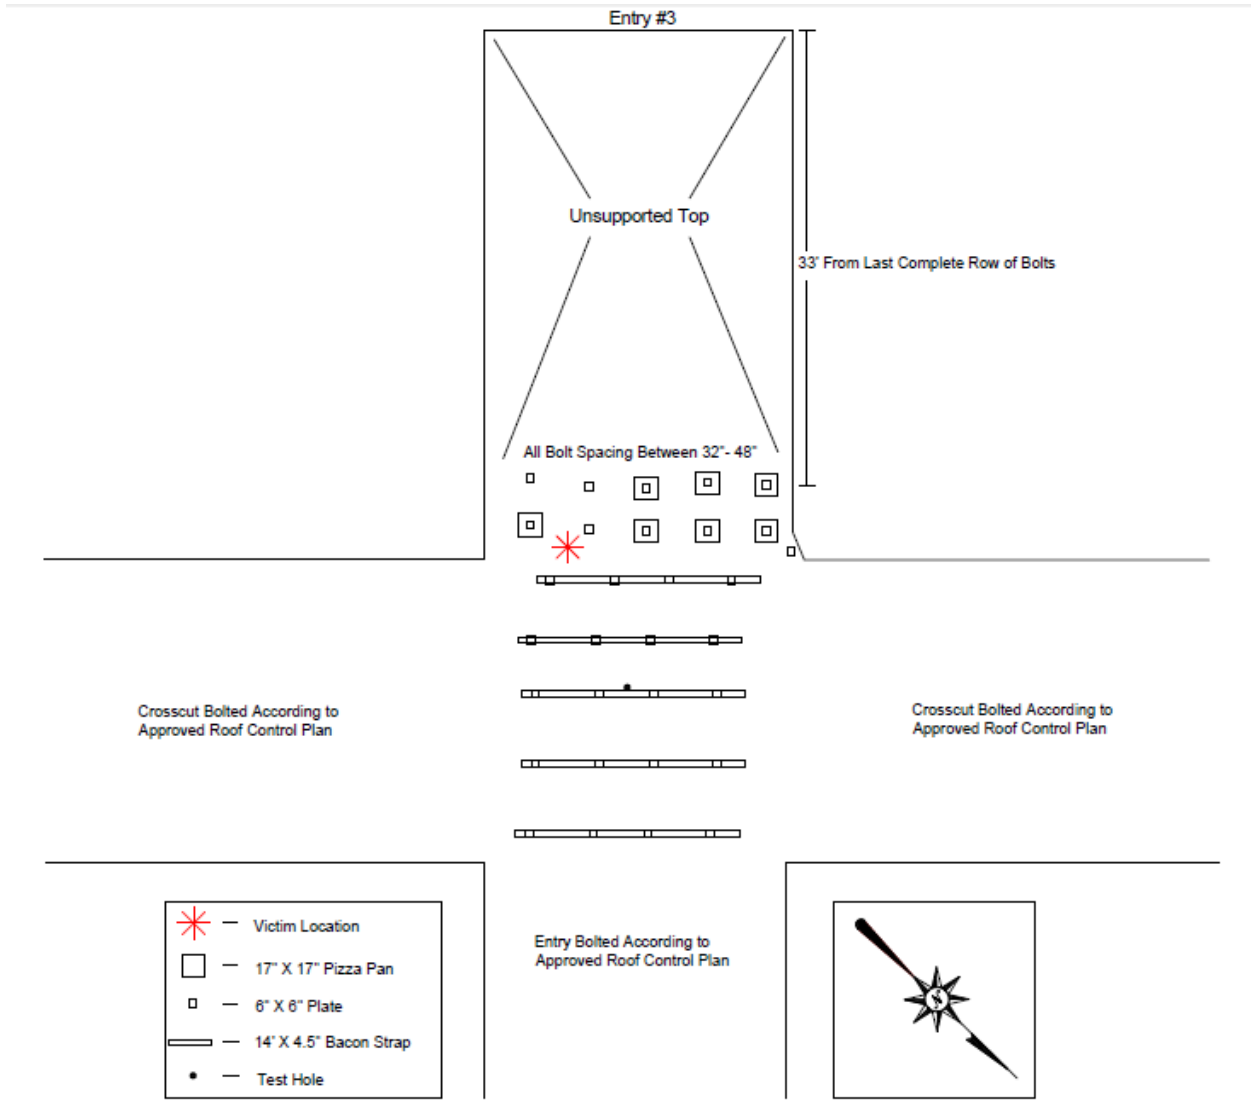 Entry #3
Unsupported Top
33' From Last Complete Row of Bolts
All Bolt Spacing Between 32"- 48"
Crosscut Bolted According to
Approved Roof Control Plan
Crosscut Bolted According to
Approved Roof Control Plan
Entry Bolted According to
Approved Roof Control Plan
Victim Location
17" X 17" Pizza Pan
6" X 6" Plate
14' X 4.5" Bacon Strap
Test Hole